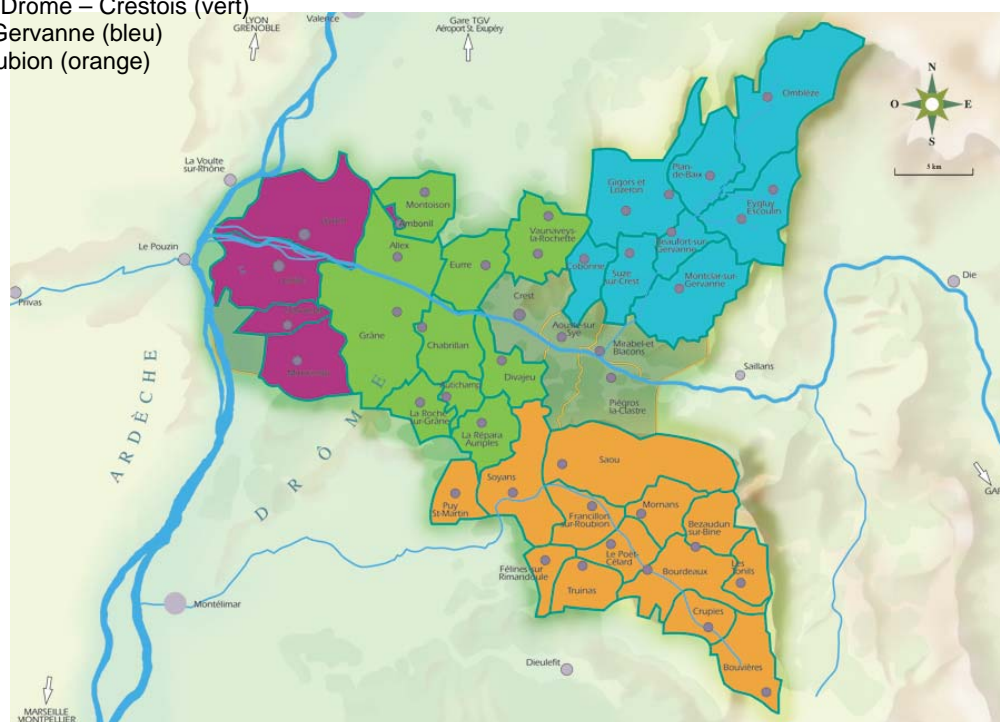 Drôme – Crestois (vert)
Gervanne (bleu)
(orange)
LYON
GRENOBLE
Valence
Gare TGV
Aéroport St. Exupéry
N
O
E
S
5 km
Ombleze
La Voulte
sur-Rhône
Plan-
de-Baix
Gigors et
Lozeron
Eygluy
Escoulin
Montoison
Ambonil
Vaunaveys-
la-Rochette
Beaufort-sur-
Gervanne
Le Pouzin
Allex
Eurre
Cobonne
Suze
sur-Crest
Montclar-sur-
Gervanne
Die
Privas
Crest
Aouste-sur
Sye
Mirabel-et
Blacons
Grâne
Chabrillan
Saillans
Divajeu
Autichamp
Piégros
la-Clastre
La Roche
sur-Grâne
La Répara
Auriples
ARDÈCHE
DRÔME
Saou
Soyans
Puy
St-Martin
Francillon
sur-Roubion
Mornans
Bezaudun
sur-Bine
Le Poët-
Célard
Félines sur
Rimandoule
Bourdeaux
Les
Tonils
Truinas
Montélimar
Crupies
Dieulefit
Bouvières
MARSEILLE
MONTPELLIER